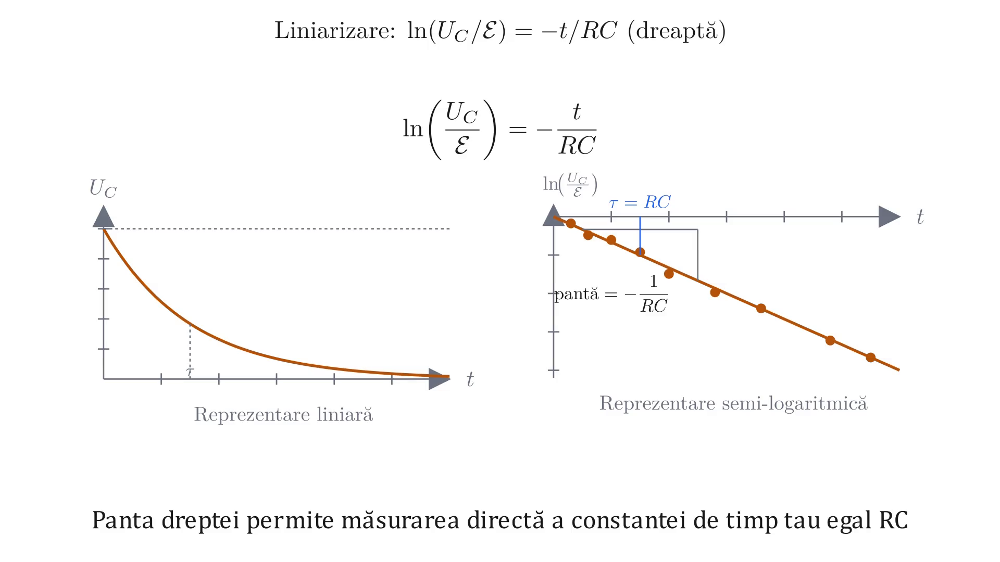 Liniarizare: ln(U_C/ℰ) = −t/RC (dreaptă)
ln(U_C/ℰ) = −t/RC
U_C
τ
t
Reprezentare liniară
ln(U_C/ℰ)
τ = RC
t
pantă = −1/RC
Reprezentare semi-logaritmică
Panta dreptei permite măsurarea directă a constantei de timp tau egal RC